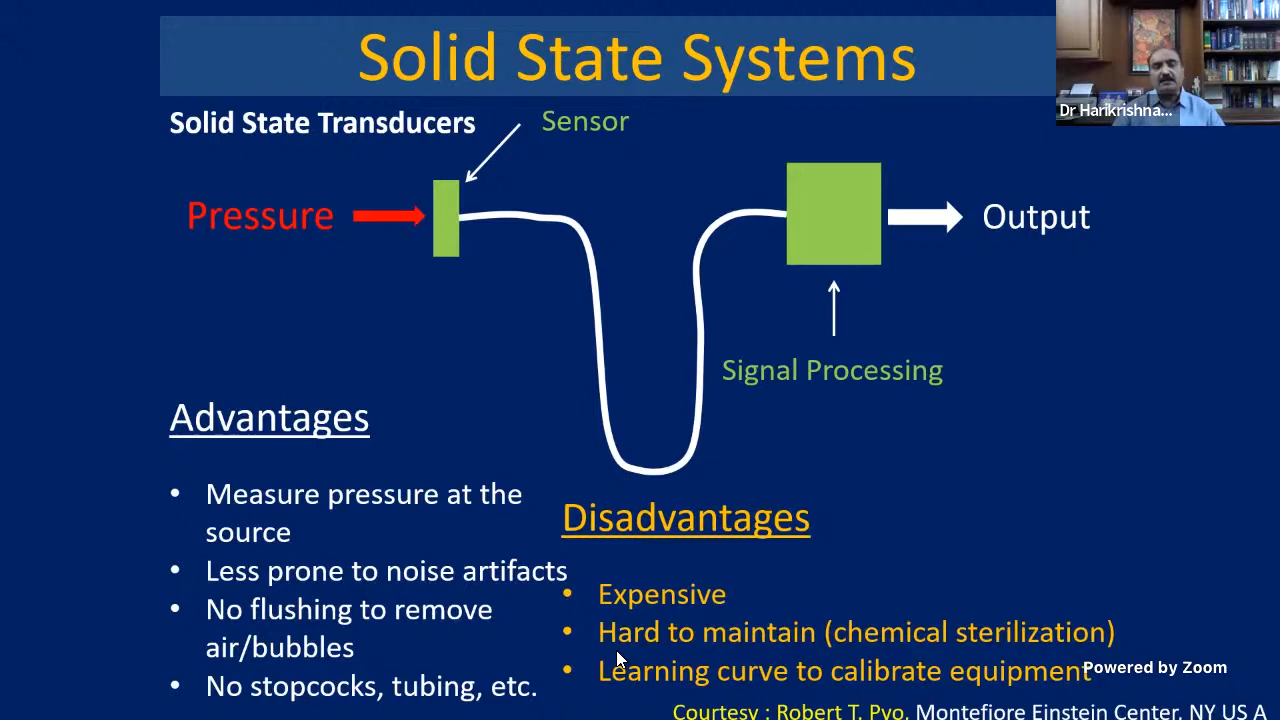 Solid State Systems
Dr Harikrishna...
Solid State Transducers
Sensor
Pressure
Output
Signal Processing
Advantages
• Measure pressure at the
source
• Less prone to noise artifacts
• No flushing to remove
air/bubbles
• No stopcocks, tubing, etc.
Disadvantages
• Expensive
• Hard to maintain (chemical sterilization)
• Learning curve to calibrate equipment
Powered by Zoom
Courtesy : Robert T. Pyo, Montefiore Einstein Center, NY US A